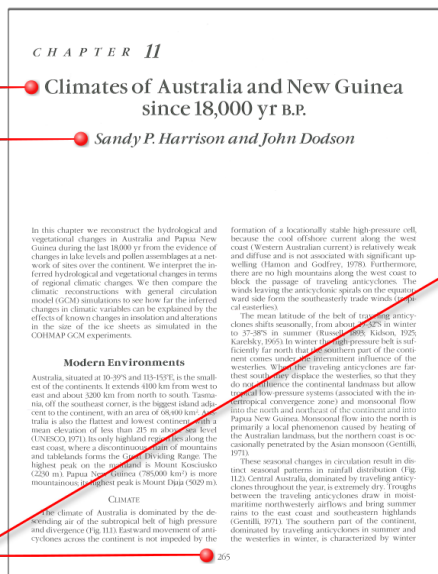 CHAPTER 11
Climates of Australia and New Guinea
since 18,000 yr B.P.
Sandy P. Harrison and John Dodson
In this chapter we reconstruct the hydrological and
vegetational changes in Australia and Papua New
Guinea during the last 18,000 yr from the evidence of
changes in lake levels and pollen assemblages at a net-
work of sites over the continent. We interpret the in-
ferred hydrological and vegetational changes in terms
of regional climatic changes. We then compare the
climatic reconstructions with general circulation
model (GCM) simulations to see how far the inferred
changes in climatic variables can be explained by the
effects of known changes in insolation and alterations
in the size of the ice sheets as simulated in the
COHMAP GCM experiments.
Modern Environments
Australia, situated at 10-39°S and 113-153°E, is the small-
est of the continents. It extends 4100 km from west to
east and about 3200 km from north to south. Tasma-
nia, off the southeast corner, is the biggest island adja-
cent to the continent, with an area of 68,800 km². Aus-
tralia is also the flattest and lowest continent, with a
mean elevation of less than 215 m above sea level
(UNESCO, 1971). Its only highland region lies along the
east coast, where a discontinuous chain of mountains
and tablelands forms the Great Dividing Range. The
highest peak on the mainland is Mount Kosciusko
(2230 m). Papua New Guinea (785,000 km²) is more
mountainous; its highest peak is Mount Djaja (5029 m).
CLIMATE
The climate of Australia is dominated by the de-
scending air of the subtropical belt of high pressure
and divergence (Fig. 11.1). Eastward movement of anti-
cyclones across the continent is not impeded by the
formation of a locationally stable high-pressure cell,
because the cool offshore current along the west
coast (Western Australian current) is relatively weak
and diffuse and is not associated with significant up-
welling (Hamon and Godfrey, 1978). Furthermore,
there are no high mountains along the west coast to
block the passage of traveling anticyclones. The
winds leaving the anticyclonic spirals on the equator-
ward side form the southeasterly trade winds (tropi-
cal easterlies).
The mean latitude of the belt of traveling anticy-
clones shifts seasonally, from about 29-32°S in winter
to 37-38°S in summer (Russell, 1893; Kidson, 1925;
Karelsky, 1965). In winter the high-pressure belt is suf-
ficiently far north that the southern part of the conti-
nent comes under the intermittent influence of the
westerlies. When the traveling anticyclones are far-
thest south, they displace the westerlies, so that they
do not influence the continental landmass but allow
tropical low-pressure systems (associated with the in-
tertropical convergence zone) and monsoonal flow
into the north and northeast of the continent and into
Papua New Guinea. Monsoonal flow into the north is
primarily a local phenomenon caused by heating of
the Australian landmass, but the northern coast is oc-
casionally penetrated by the Asian monsoon (Gentilli,
1971).
These seasonal changes in circulation result in dis-
tinct seasonal patterns in rainfall distribution (Fig.
11.2). Central Australia, dominated by traveling anticy-
clones throughout the year, is extremely dry. Troughs
between the traveling anticyclones draw in moist-
maritime northwesterly airflows and bring summer
rains to the east coast and southeastern highlands
(Gentilli, 1971). The southern part of the continent,
dominated by traveling anticyclones in summer and
the westerlies in winter, is characterized by winter
265